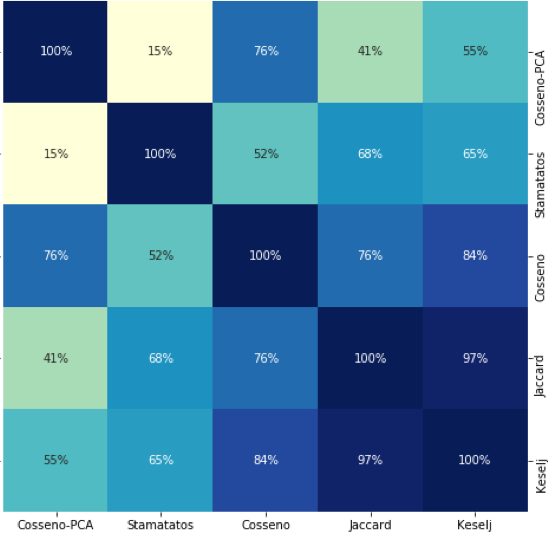 100% 15% 76% 41% 55% Cosseno-PCA
15% 100% 52% 68% 65% Stamatatos
76% 52% 100% 76% 84% Cosseno
41% 68% 76% 100% 97% Jaccard
55% 65% 84% 97% 100% Keselj
Cosseno-PCA Stamatatos Cosseno Jaccard Keselj